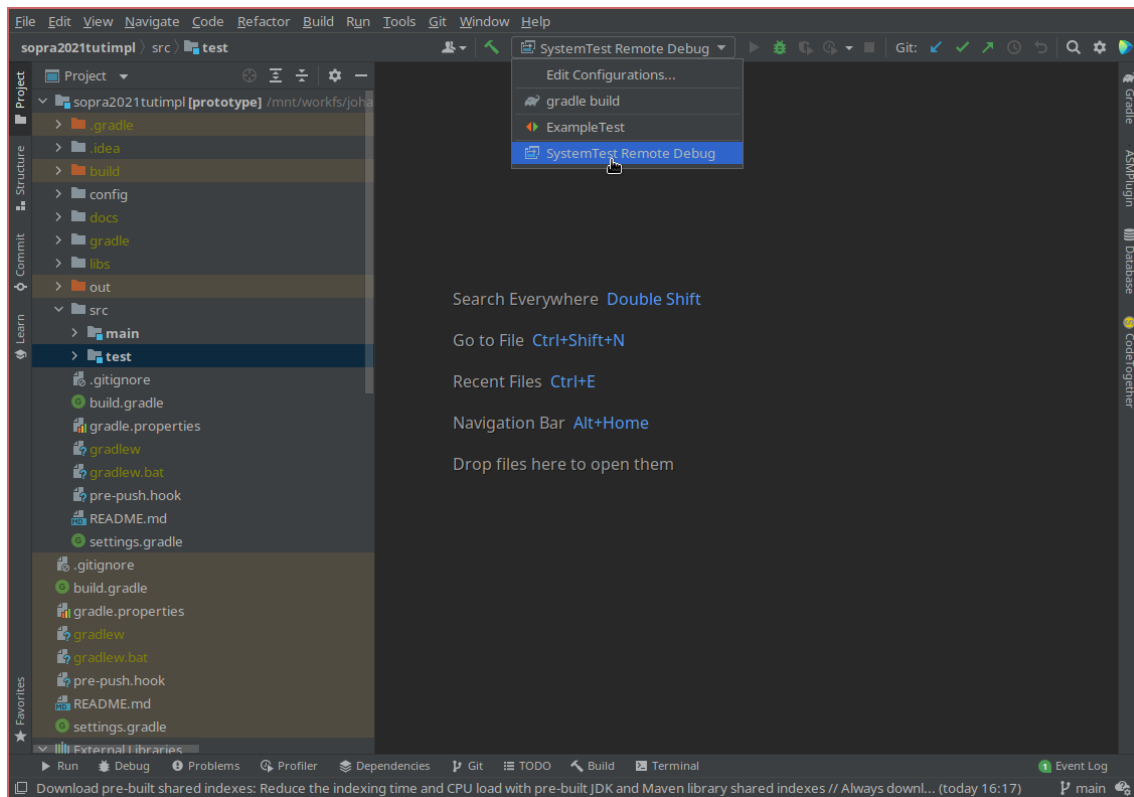 File Edit View Navigate Code Refactor Build Run Tools Git Window Help
sopra2021tutimpl src test
SystemTest Remote Debug
Git:
Edit Configurations...
gradle build
ExampleTest
SystemTest Remote Debug
Project
Structure
Commit
Learn
Favorites
Project
sopra2021tutimpl [prototype] /mnt/workfs/joha
.gradle
.idea
build
config
docs
gradle
libs
out
src
main
test
.gitignore
build.gradle
gradle.properties
gradlew
gradlew.bat
pre-push.hook
README.md
settings.gradle
.gitignore
build.gradle
gradle.properties
gradlew
gradlew.bat
pre-push.hook
README.md
settings.gradle
External Libraries
Search Everywhere Double Shift
Go to File Ctrl+Shift+N
Recent Files Ctrl+E
Navigation Bar Alt+Home
Drop files here to open them
Gradle
ASMPlugin
Database
CodeTogether
Run Debug Problems Profiler Dependencies Git TODO Build Terminal 1 Event Log
Download pre-built shared indexes: Reduce the indexing time and CPU load with pre-built JDK and Maven library shared indexes // Always downl... (today 16:17) main